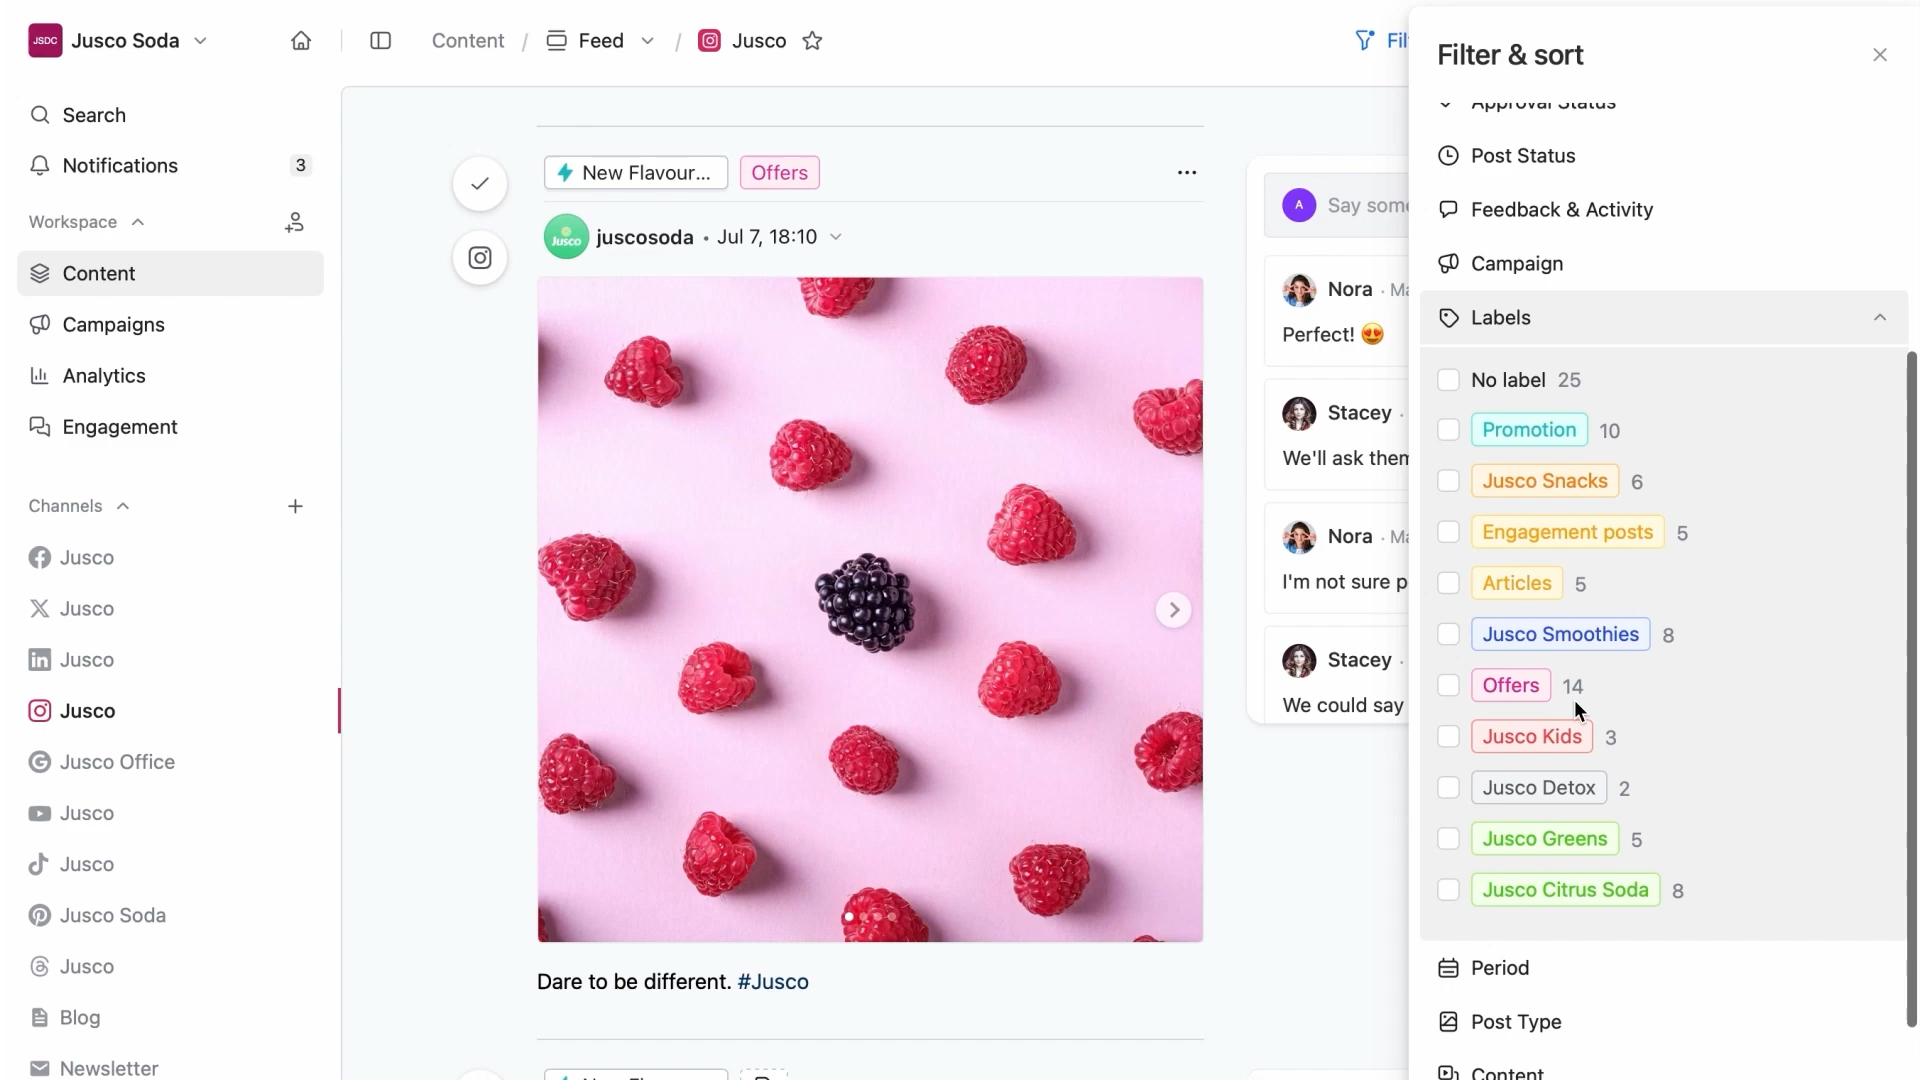 JSDC Jusco Soda
Search
Notifications 3
Workspace
Content
Campaigns
Analytics
Engagement
Channels
Jusco
Jusco
Jusco
Jusco
Jusco Office
Jusco
Jusco
Jusco Soda
Jusco
Blog
Newsletter
Content / Feed / Jusco
New Flavour... Offers
Jusco juscosoda • Jul 7, 18:10
Dare to be different. #Jusco
A Say some
Nora ·
Perfect! 😍
Stacey ·
We'll ask them
Nora ·
I'm not sure p
Stacey ·
We could say
Filter & sort
Approval Status
Post Status
Feedback & Activity
Campaign
Labels
No label 25
Promotion 10
Jusco Snacks 6
Engagement posts 5
Articles 5
Jusco Smoothies 8
Offers 14
Jusco Kids 3
Jusco Detox 2
Jusco Greens 5
Jusco Citrus Soda 8
Period
Post Type
Content